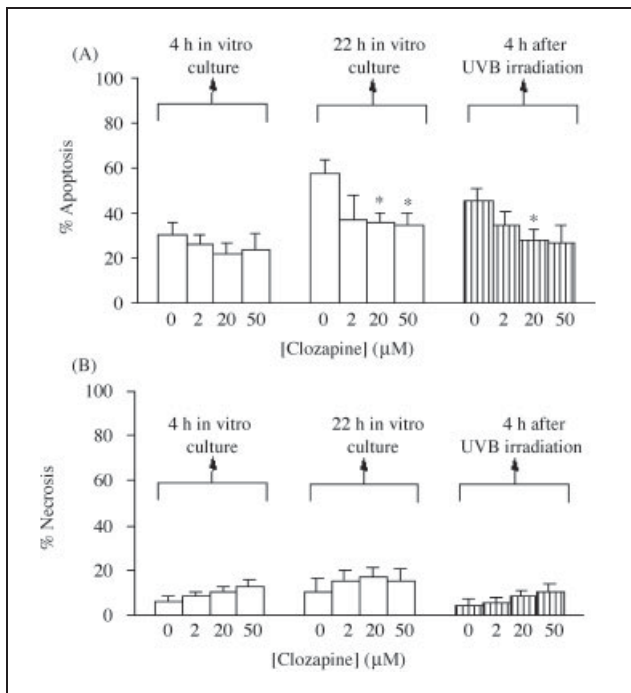 (A)
4 h in vitro
culture
22 h in vitro
culture
4 h after
UVB irradiation
% Apoptosis
100
80
60
40
20
0
* * *
0 2 20 50 0 2 20 50 0 2 20 50
[Clozapine] (μM)
(B)
4 h in vitro
culture
22 h in vitro
culture
4 h after
UVB irradiation
% Necrosis
100
80
60
40
20
0
0 2 20 50 0 2 20 50 0 2 20 50
[Clozapine] (μM)